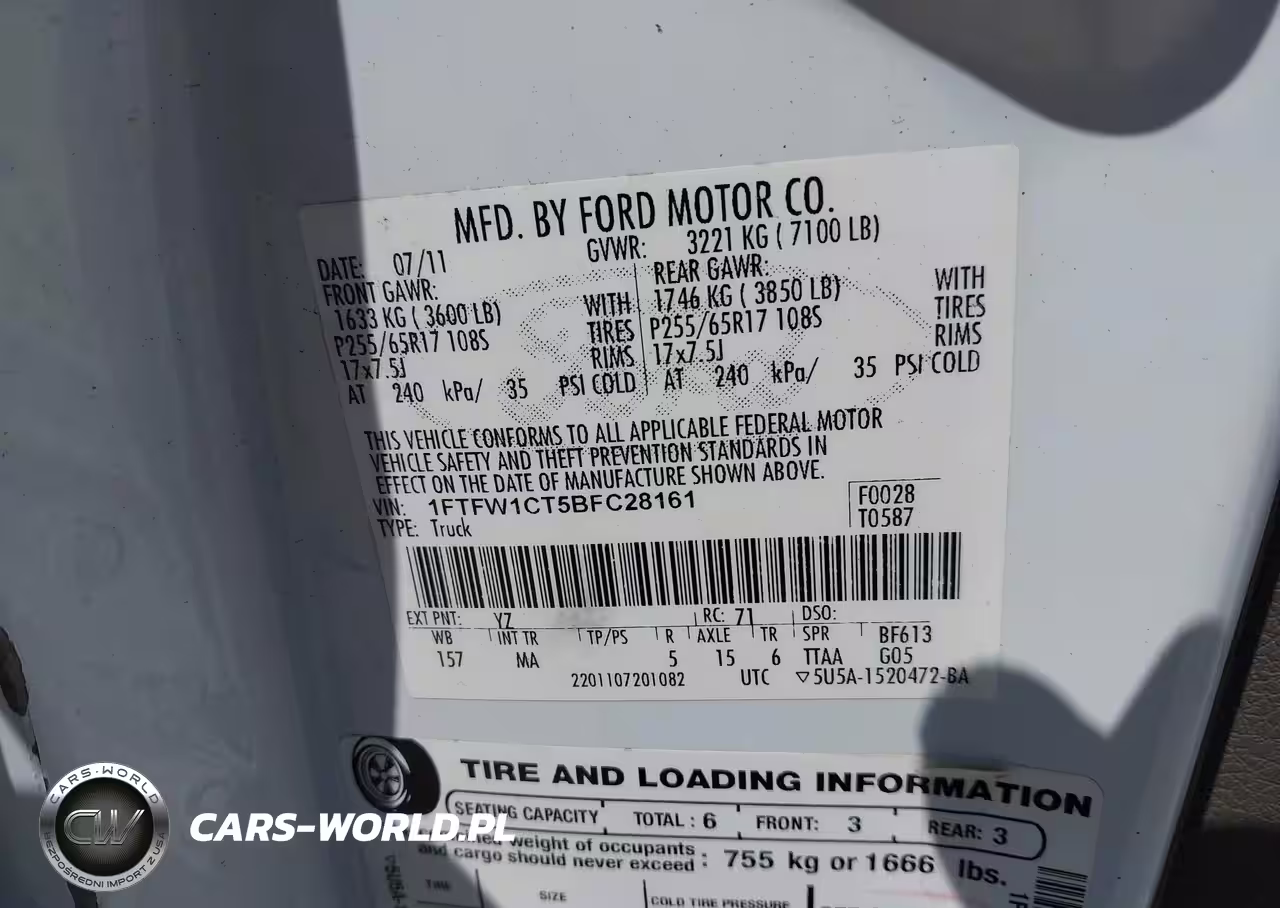 MFD. BY FORD MOTOR CO.
DATE: 07/11 GVWR: 3221 KG ( 7100 LB)
FRONT GAWR: REAR GAWR:
1633 KG ( 3600 LB) WITH 1746 KG ( 3850 LB) WITH
P255/65R17 108S TIRES P255/65R17 108S TIRES
17x7.5J RIMS 17x7.5J RIMS
AT 240 kPa/ 35 PSI COLD AT 240 kPa/ 35 PSI COLD
THIS VEHICLE CONFORMS TO ALL APPLICABLE FEDERAL MOTOR
VEHICLE SAFETY AND THEFT PREVENTION STANDARDS IN
EFFECT ON THE DATE OF MANUFACTURE SHOWN ABOVE.
VIN: 1FTFW1CT5BFC28161 F0028
TYPE: Truck T0587
EXT PNT: YZ RC: 71 DSO:
WB INT TR TP/PS R AXLE TR SPR BF613
157 MA 5 15 6 TTAA G05
2201107201082 UTC ▽5U5A-1520472-BA
TIRE AND LOADING INFORMATION
SEATING CAPACITY TOTAL : 6 FRONT: 3 REAR: 3
weight of occupants
and cargo should never exceed : 755 kg or 1666 lbs.
TIRE SIZE COLD TIRE PRESSURE
CARS-WORLD
CW
BEZPOŚREDNI IMPORT Z USA
CARS-WORLD.PL